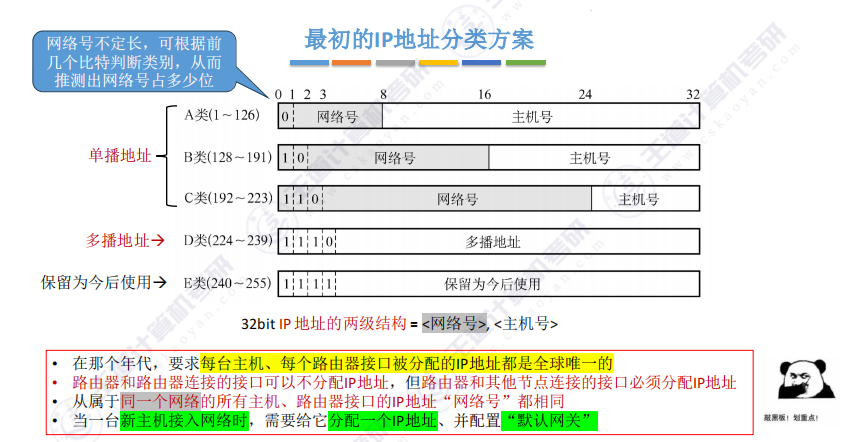 最初的IP地址分类方案
网络号不定长，可根据前
几个比特判断类别，从而
推测出网络号占多少位
0 1 2 3 8 16 24 32
A类(1～126) 0 网络号 主机号
单播地址
B类(128～191) 1 0 网络号 主机号
C类(192～223) 1 1 0 网络号 主机号
多播地址→ D类(224～239) 1 1 1 0 多播地址
保留为今后使用→ E类(240～255) 1 1 1 1 保留为今后使用
32bit IP 地址的两级结构 = <网络号>, <主机号>
• 在那个年代，要求每台主机、每个路由器接口被分配的IP地址都是全球唯一的
• 路由器和路由器连接的接口可以不分配IP地址，但路由器和其他节点连接的接口必须分配IP地址
• 从属于同一个网络的所有主机、路由器接口的IP地址“网络号”都相同
• 当一台新主机接入网络时，需要给它分配一个IP地址、并配置“默认网关”
敲黑板！划重点！
王道计算机考研
cskaoyan.com